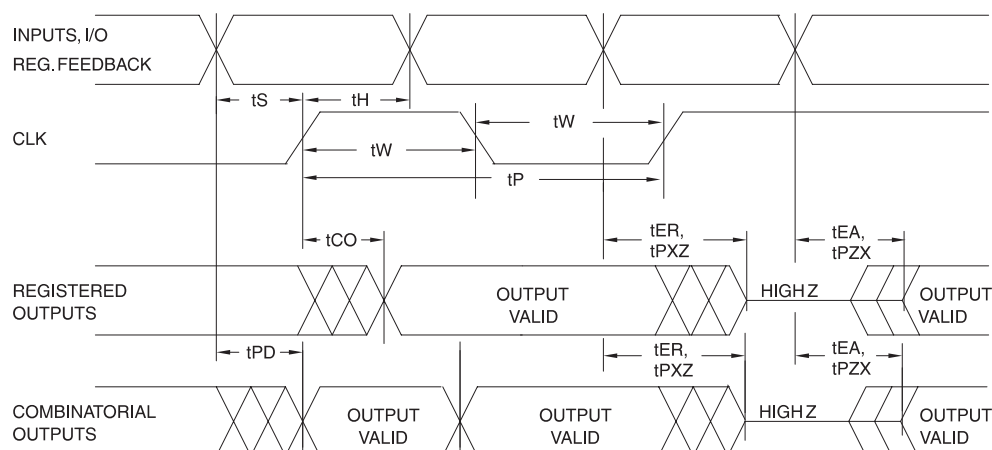 INPUTS, I/O
REG. FEEDBACK
tS
tH
tW
CLK
tW
tP
tCO
tER,
tPXZ
tEA,
tPZX
REGISTERED
OUTPUTS
OUTPUT
VALID
HIGH Z
OUTPUT
VALID
tPD
tER,
tPXZ
tEA,
tPZX
COMBINATORIAL
OUTPUTS
OUTPUT
VALID
OUTPUT
VALID
HIGH Z
OUTPUT
VALID